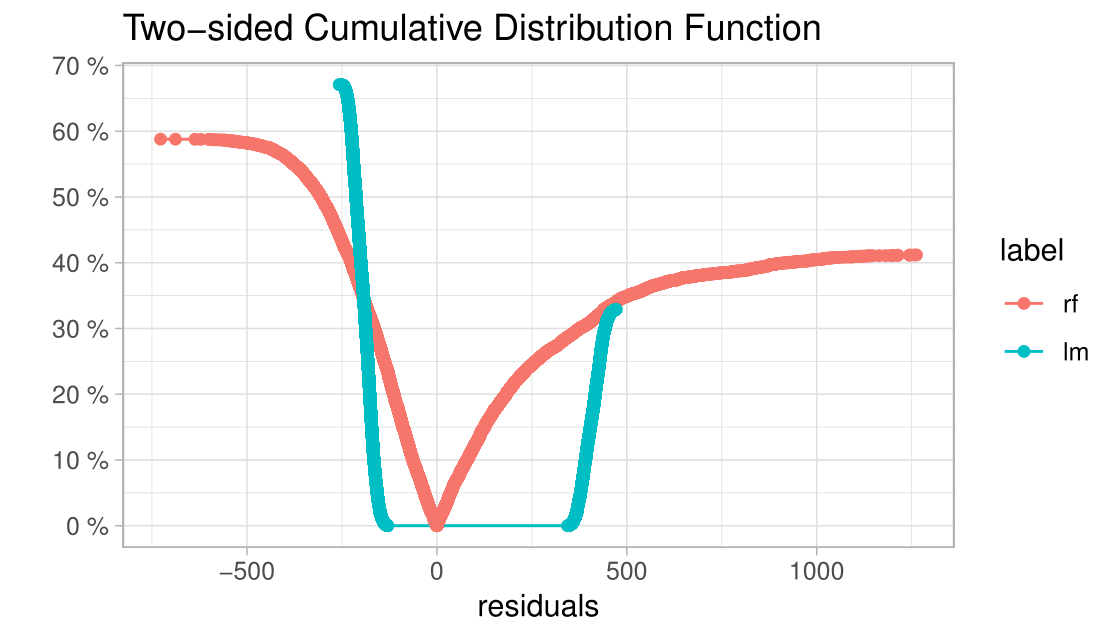 Two−sided Cumulative Distribution Function
70 %
60 %
50 %
40 %
30 %
20 %
10 %
0 %
−500
0
500
1000
residuals
label
rf
lm